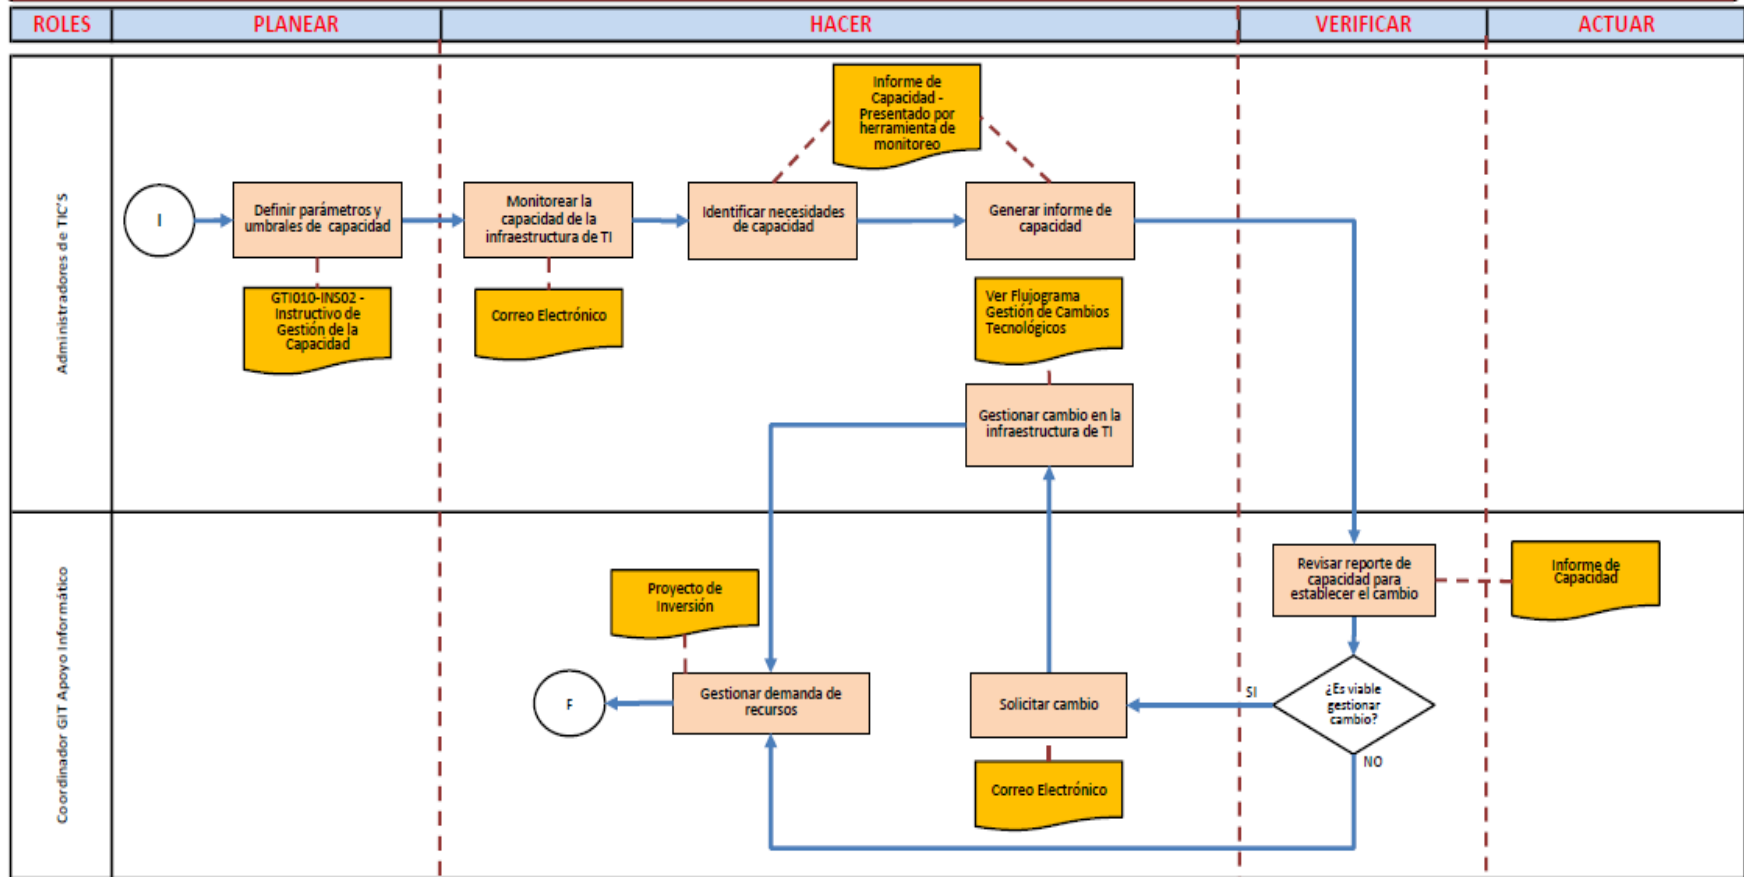 ROLES
PLANEAR
HACER
VERIFICAR
ACTUAR
Administradores de TIC'S
Informe de
Capacidad -
Presentado por
herramienta de
monitoreo
I
Definir parámetros y
umbrales de capacidad
Monitorear la
capacidad de la
infraestructura de TI
Identificar necesidades
de capacidad
Generar informe de
capacidad
GTI010-INS02 -
Instructivo de
Gestión de la
Capacidad
Correo Electrónico
Ver Flujograma
Gestión de Cambios
Tecnológicos
Gestionar cambio en la
infraestructura de TI
Coordinador GIT Apoyo Informático
Proyecto de
Inversión
Revisar reporte de
capacidad para
establecer el cambio
Informe de
Capacidad
F
Gestionar demanda de
recursos
Solicitar cambio
SI
¿Es viable
gestionar
cambio?
NO
Correo Electrónico